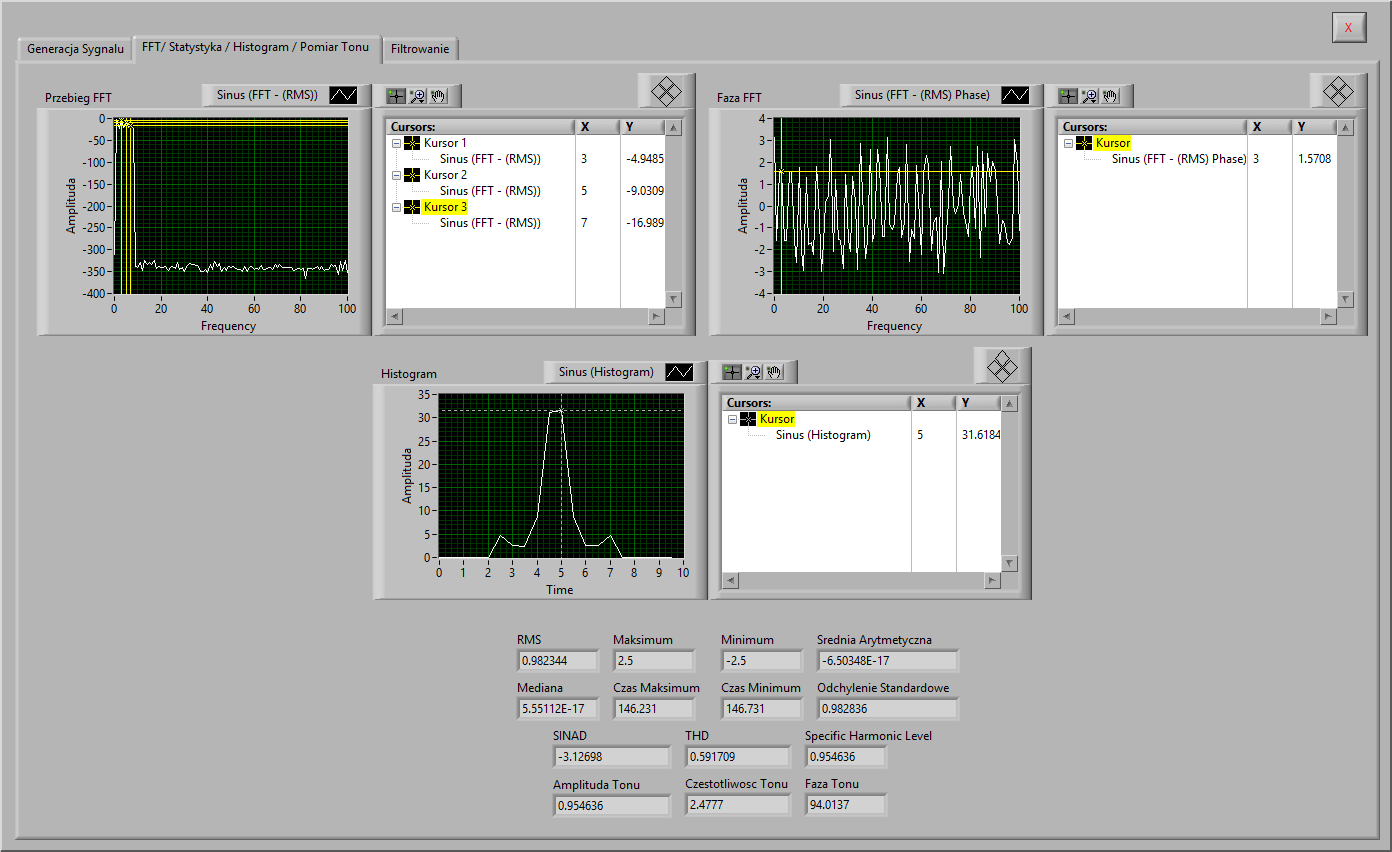 X
Generacja Sygnalu
FFT/ Statystyka / Histogram / Pomiar Tonu
Filtrowanie
Przebieg FFT
Sinus (FFT - (RMS))
0
-50
-100
-150
-200
-250
-300
-350
-400
Amplituda
0 20 40 60 80 100
Frequency
Cursors: X Y
Kursor 1
Sinus (FFT - (RMS)) 3 -4.9485
Kursor 2
Sinus (FFT - (RMS)) 5 -9.0309
Kursor 3
Sinus (FFT - (RMS)) 7 -16.989
Faza FFT
Sinus (FFT - (RMS) Phase)
4
3
2
1
0
-1
-2
-3
-4
Amplituda
0 20 40 60 80 100
Frequency
Cursors: X Y
Kursor
Sinus (FFT - (RMS) Phase) 3 1.5708
Histogram
Sinus (Histogram)
35
30
25
20
15
10
5
0
Amplituda
0 1 2 3 4 5 6 7 8 9 10
Time
Cursors: X Y
Kursor
Sinus (Histogram) 5 31.6184
RMS Maksimum Minimum Srednia Arytmetyczna
0.982344 2.5 -2.5 -6.50348E-17
Mediana Czas Maksimum Czas Minimum Odchylenie Standardowe
5.55112E-17 146.231 146.731 0.982836
SINAD THD Specific Harmonic Level
-3.12698 0.591709 0.954636
Amplituda Tonu Czestotliwosc Tonu Faza Tonu
0.954636 2.4777 94.0137